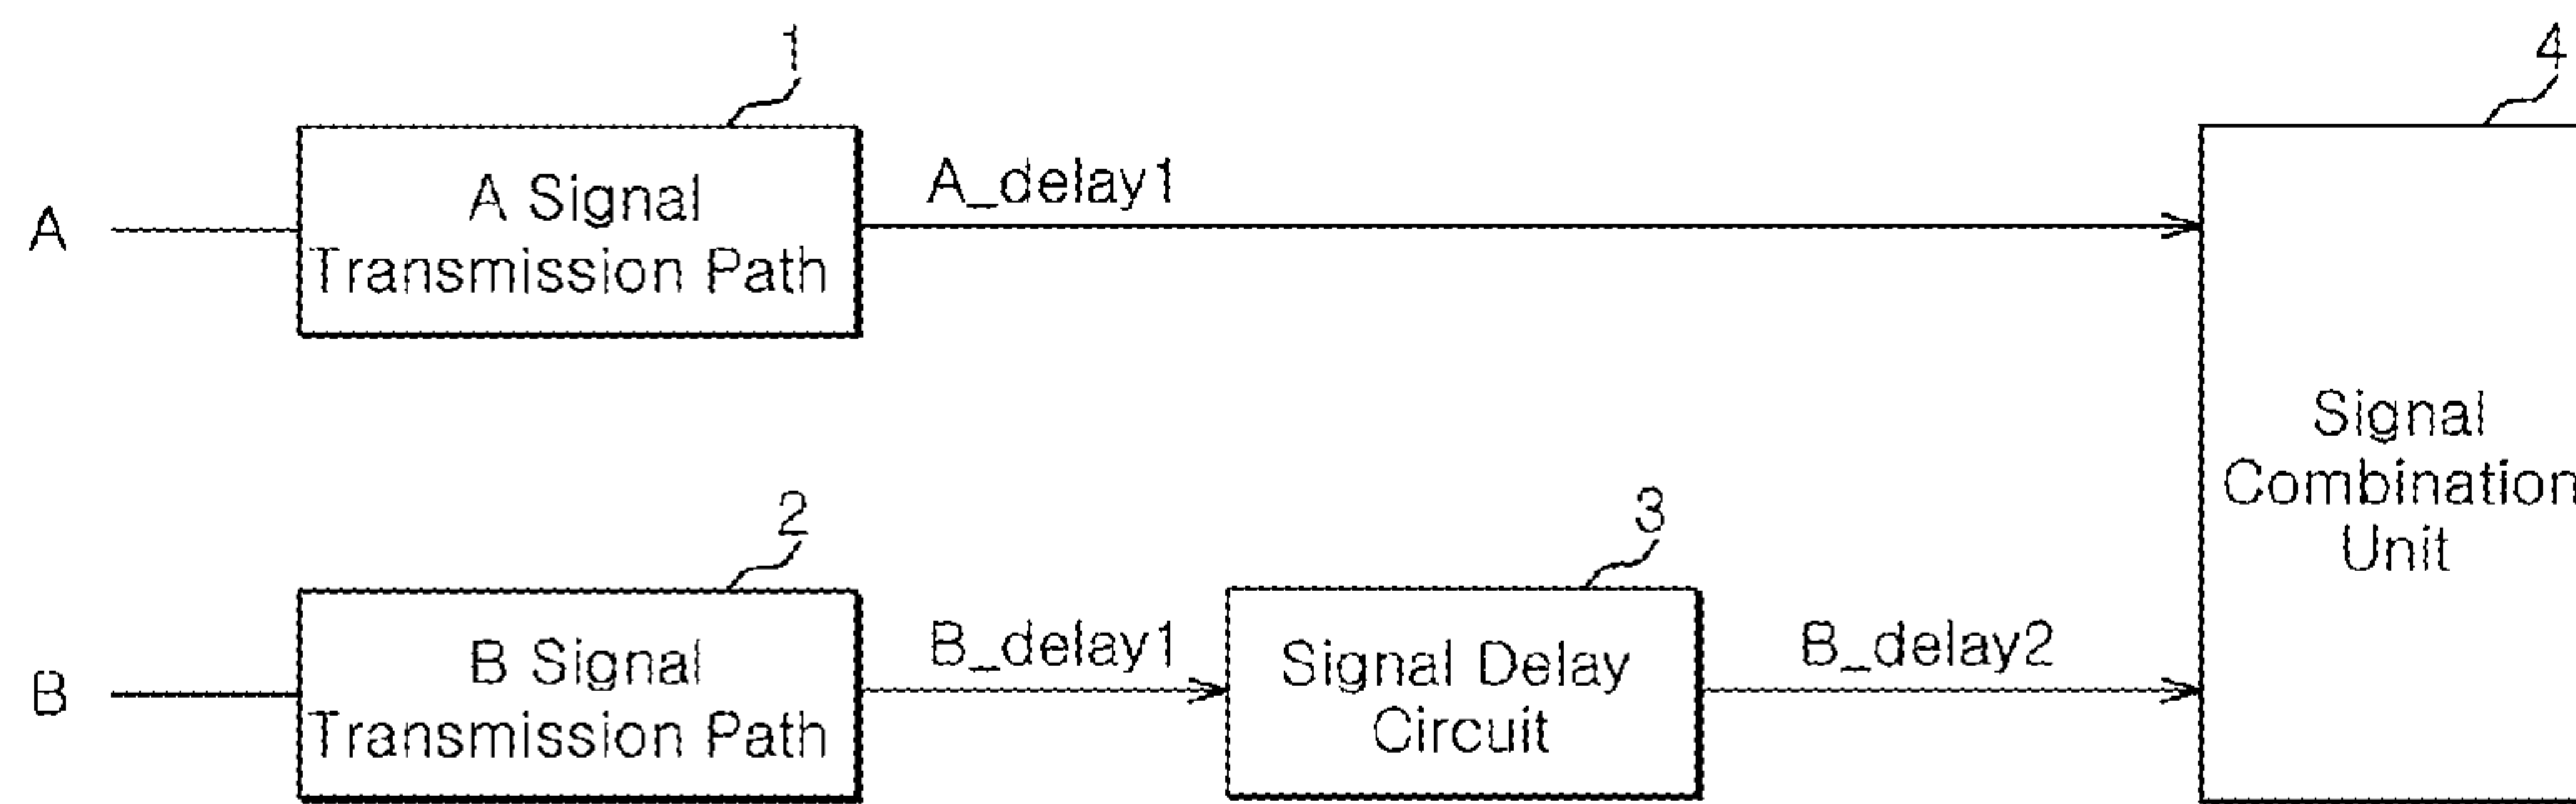 1
4
A Signal
Transmission Path
A
A_delay1
Signal
Combination
Unit
2
3
B Signal
Transmission Path
B
B_delay1
Signal Delay
Circuit
B_delay2